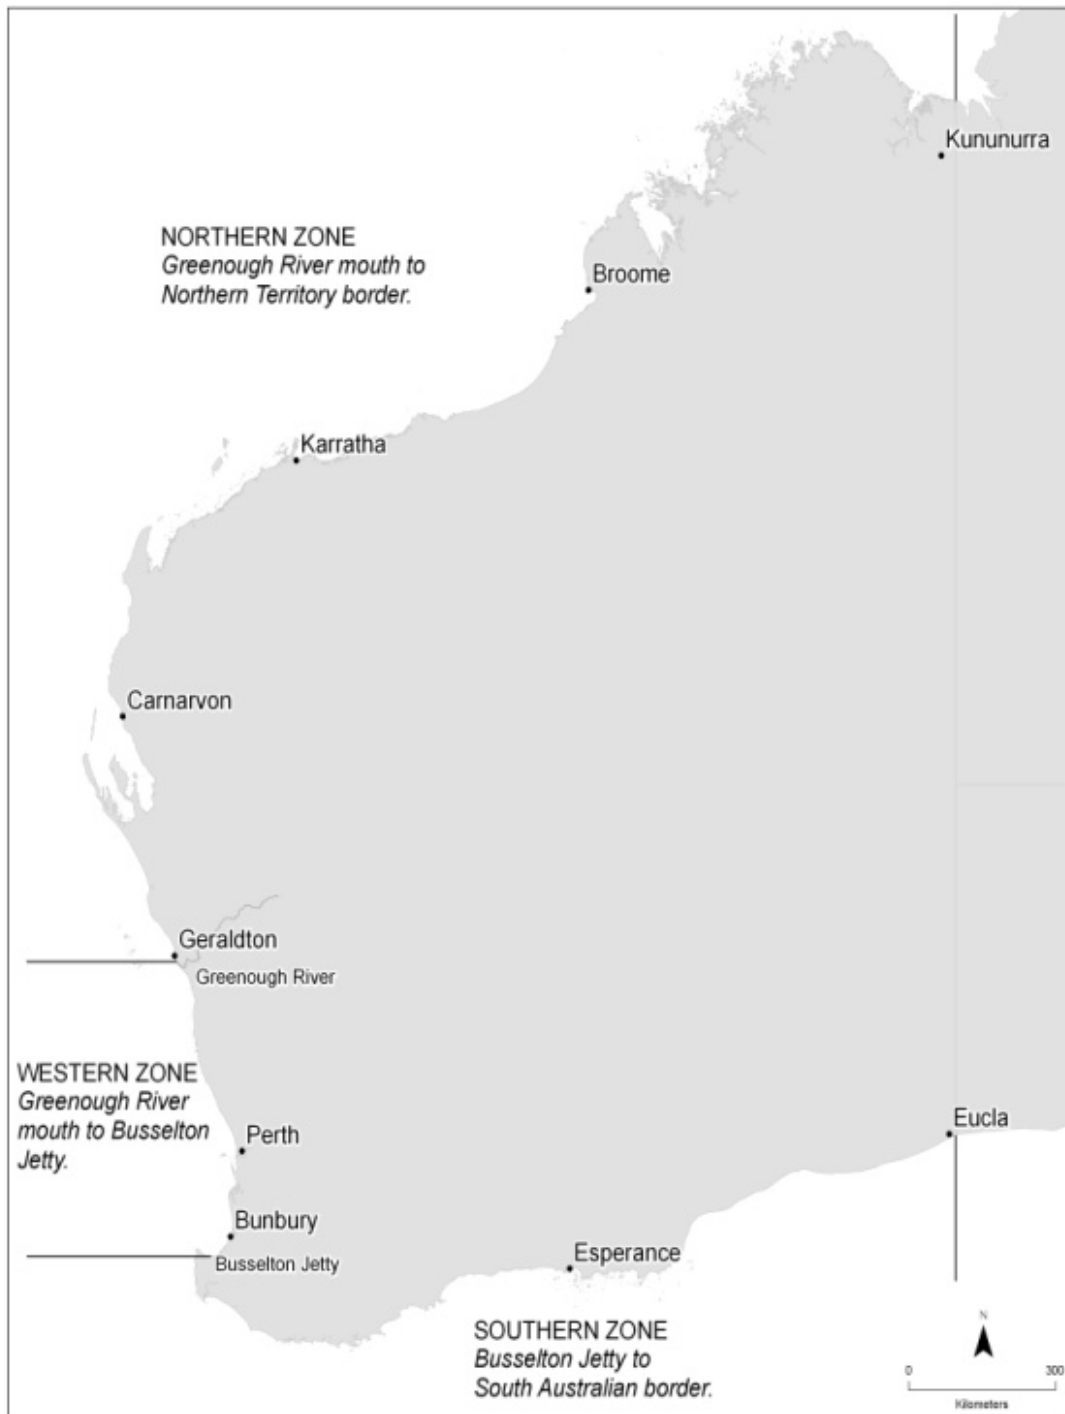 Kununurra
NORTHERN ZONE
Greenough River mouth to
Northern Territory border.
Broome
Karratha
Carnarvon
Geraldton
Greenough River
WESTERN ZONE
Greenough River
mouth to Busselton
Jetty.
Perth
Eucla
Bunbury
Busselton Jetty
Esperance
SOUTHERN ZONE
Busselton Jetty to
South Australian border.
N
0 300
Kilometers